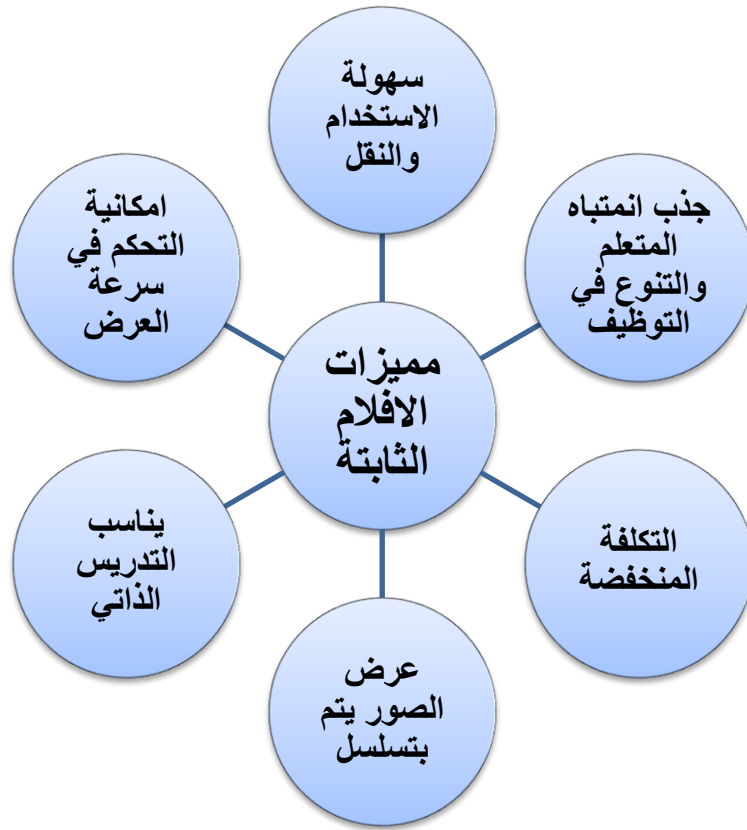 سهولة
الاستخدام
والنقل
جذب انمتباه
المتعلم
والتنوع في
التوظيف
امكانية
التحكم في
سرعة
العرض
مميزات
الافلام
الثابتة
التكلفة
المنخفضة
يناسب
التدريس
الذاتي
عرض
الصور يتم
بتسلسل